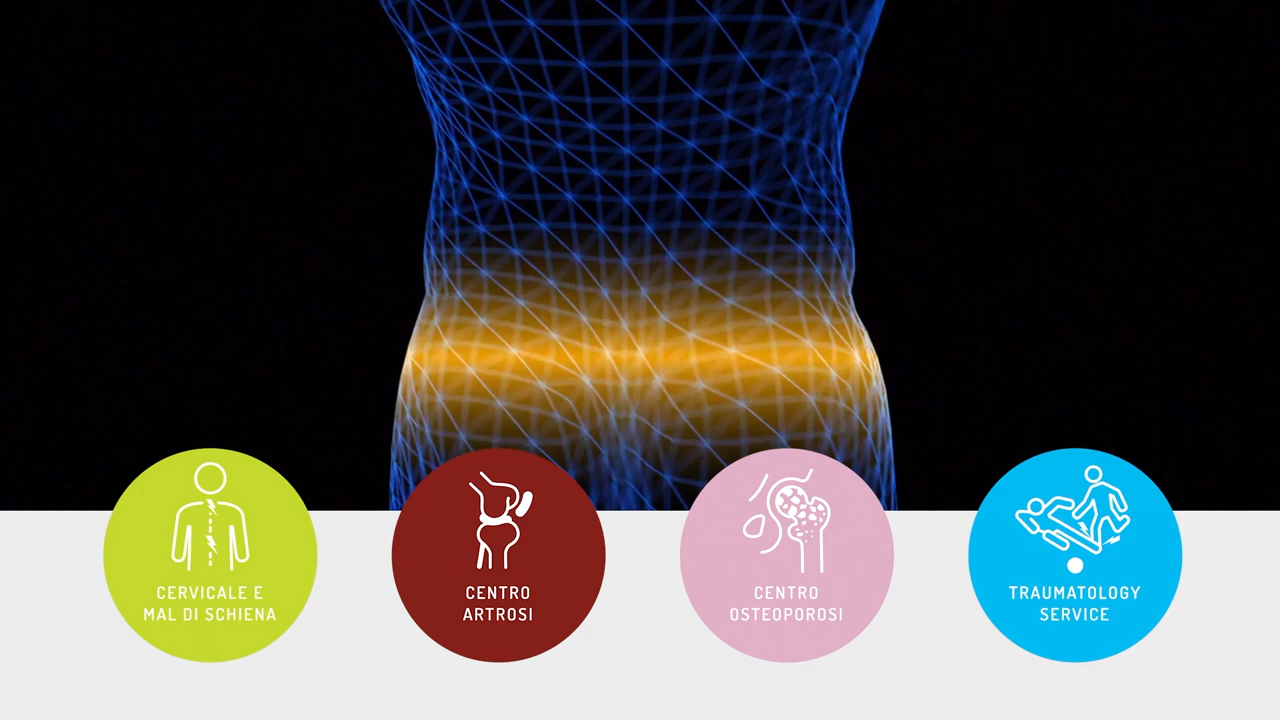 CERVICALE E
MAL DI SCHIENA
CENTRO
ARTROSI
CENTRO
OSTEOPOROSI
TRAUMATOLOGY
SERVICE